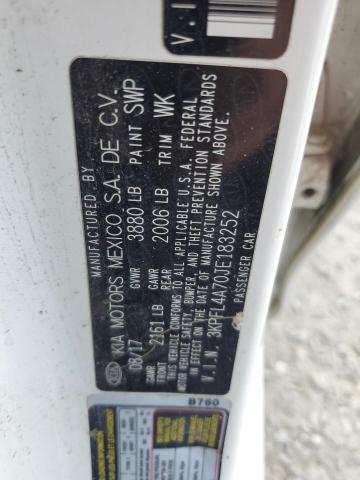 MANUFACTURED BY
KIA MOTORS MEXICO S.A. DE C.V.
08/17 GVWR 3880 LB PAINT SWP
GAWR FRONT 2161 LB GAWR REAR 2006 LB TRIM WK
THIS VEHICLE CONFORMS TO ALL APPLICABLE U.S.A. FEDERAL
MOTOR VEHICLE SAFETY, BUMPER, AND THEFT PREVENTION STANDARDS
IN EFFECT ON THE DATE OF MANUFACTURE SHOWN ABOVE.
V.I.N. 3KPFL4A70JE183252
PASSENGER CAR
V.I
B760